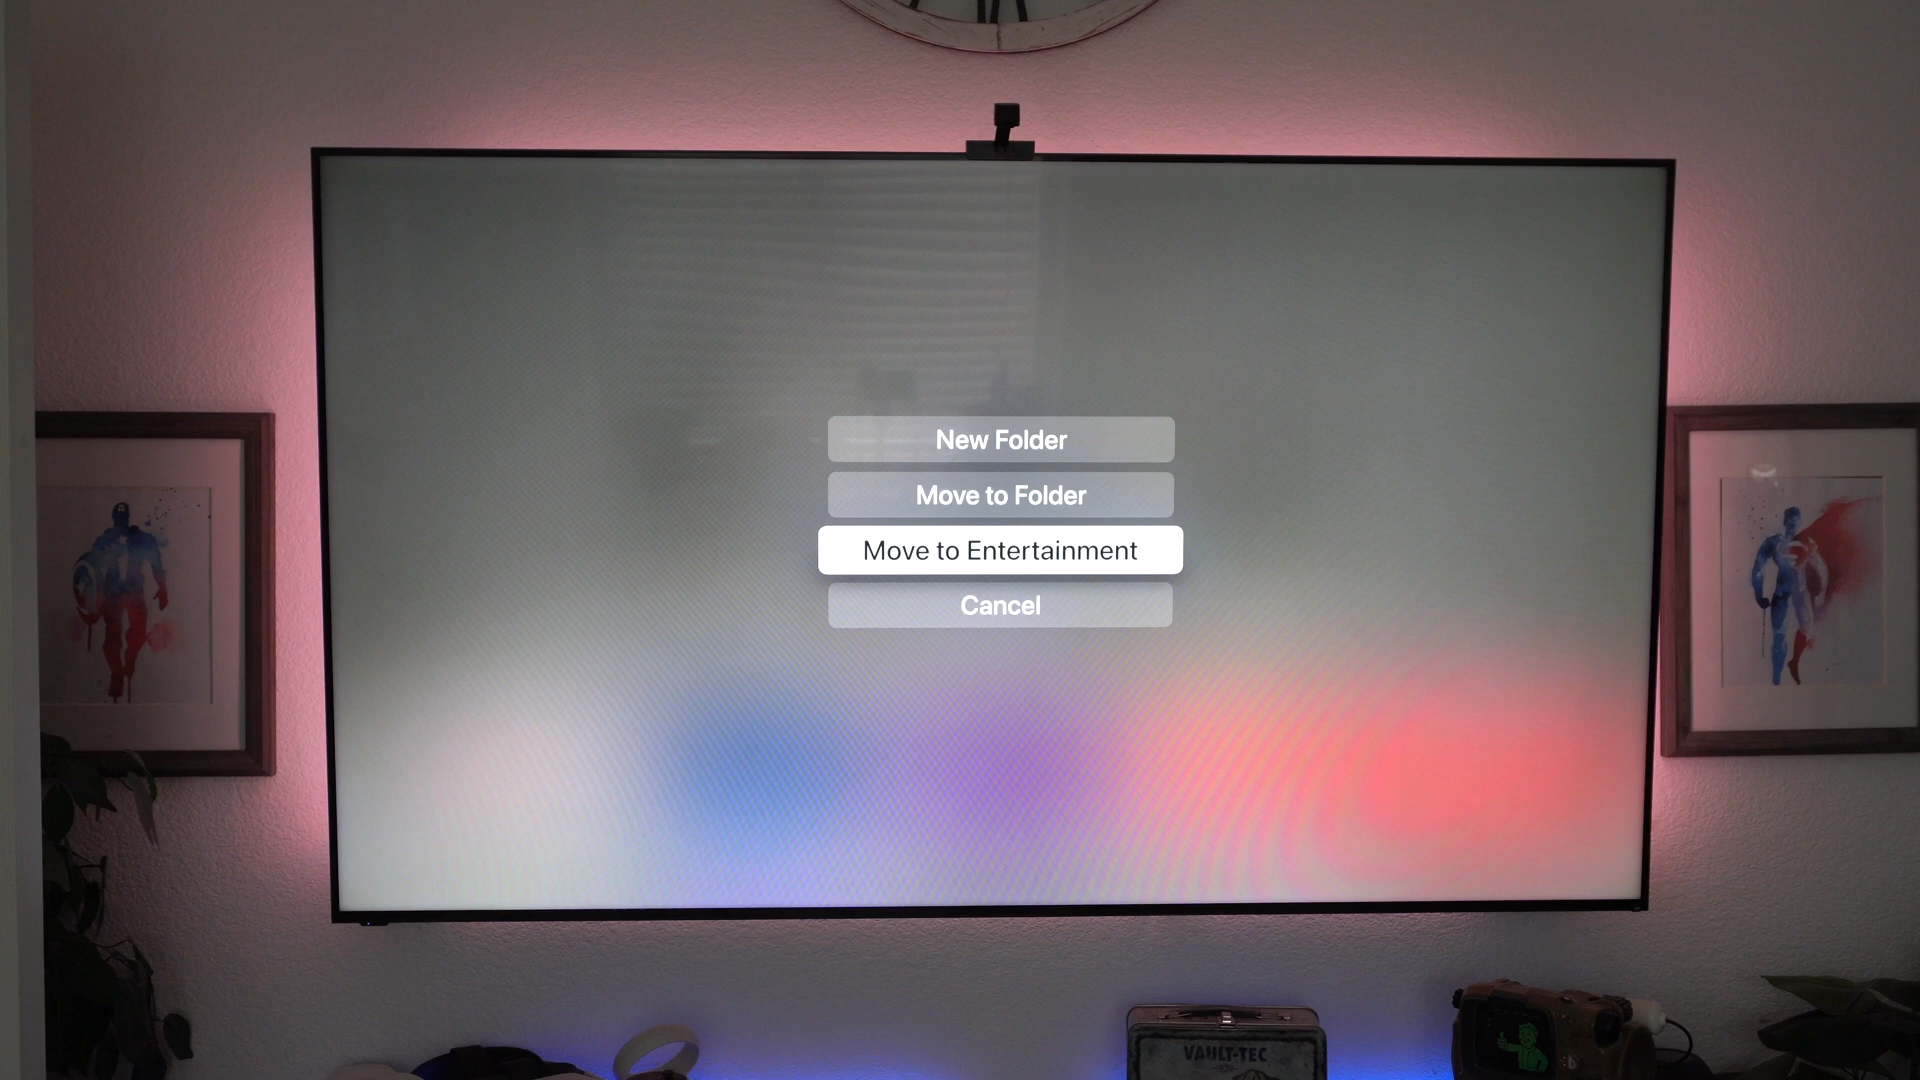 New Folder
Move to Folder
Move to Entertainment
Cancel
VAULT-TEC